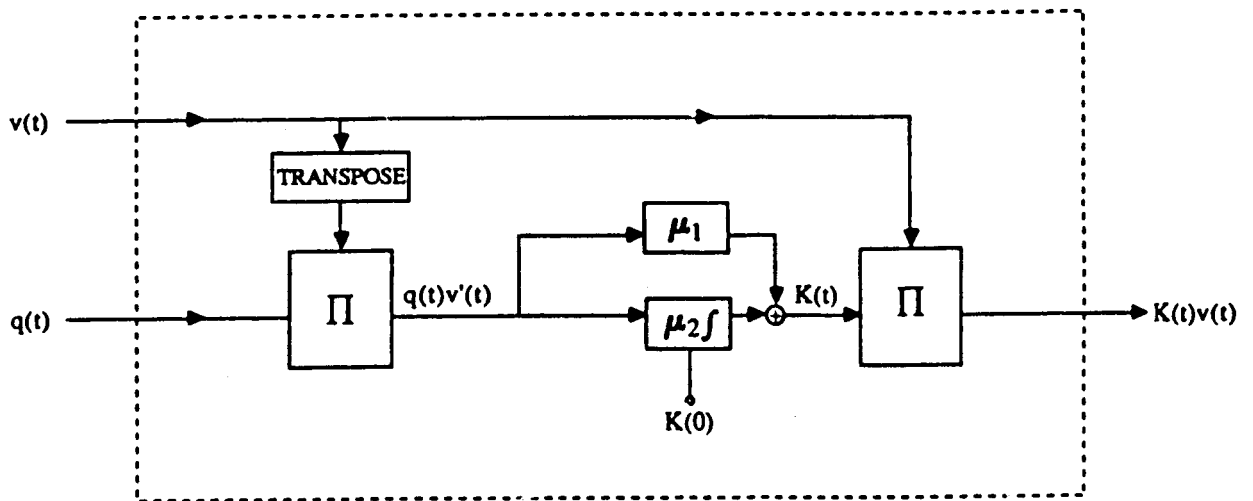 v(t)
TRANSPOSE
μ1
Π
q(t)v'(t)
K(t)
Π
q(t)
μ2∫
K(t)v(t)
K(0)